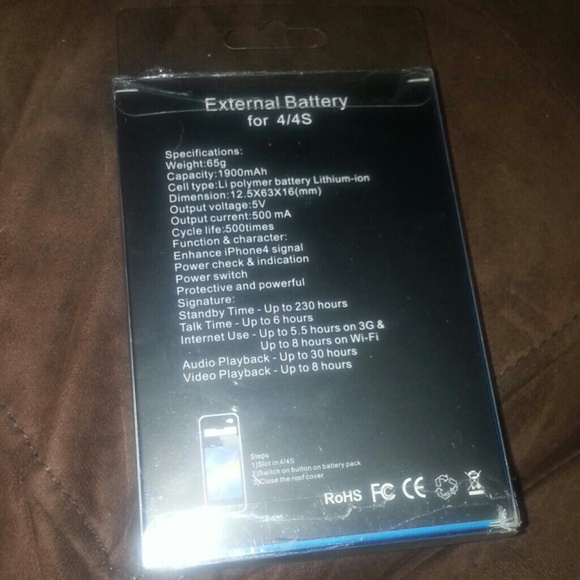 External Battery
for 4/4S
Specifications:
Weight:65g
Capacity:1900mAh
Cell type:Li polymer battery Lithium-ion
Dimension:12.5X63X16(mm)
Output voltage:5V
Output current:500 mA
Cycle life:500times
Function & character:
Enhance iPhone4 signal
Power check & indication
Power switch
Protective and powerful
Signature:
Standby Time - Up to 230 hours
Talk Time - Up to 6 hours
Internet Use - Up to 5.5 hours on 3G &
Up to 8 hours on Wi-Fi
Audio Playback - Up to 30 hours
Video Playback - Up to 8 hours
Steps
1)Slot in 4/4S
2)Switch on button on battery pack
3)Close the roof cover
RoHS FC CE